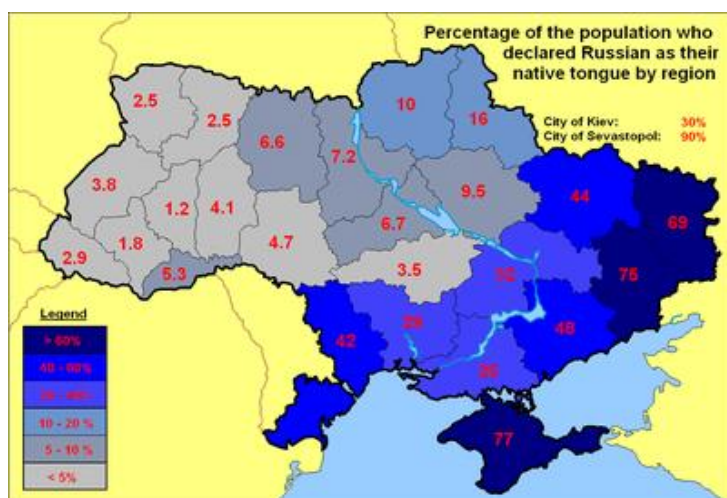 Percentage of the population who
declared Russian as their
native tongue by region
City of Kiev: 30%
City of Sevastopol: 90%
2.5
2.5
10
16
6.6
7.2
9.5
44
69
3.8
1.2
4.1
4.7
6.7
3.5
32
75
2.9
1.8
5.3
42
29
48
77
Legend
> 60%
40 - 60%
10 - 20 %
5 - 10 %
< 5%